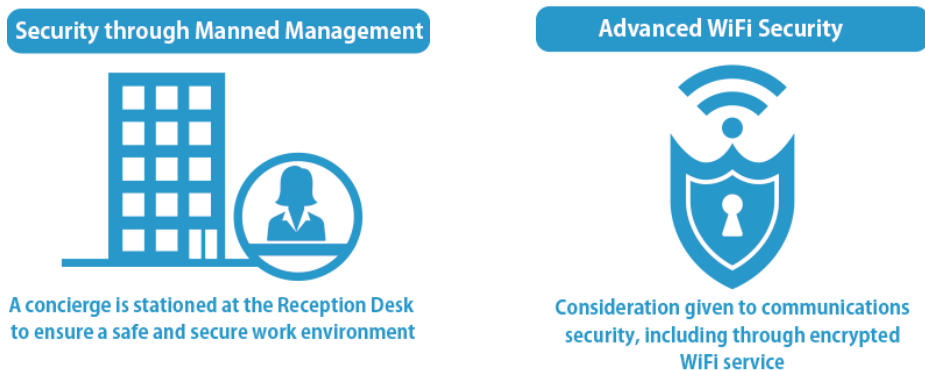 Security through Manned Management
A concierge is stationed at the Reception Desk
to ensure a safe and secure work environment
Advanced WiFi Security
Consideration given to communications
security, including through encrypted
WiFi service